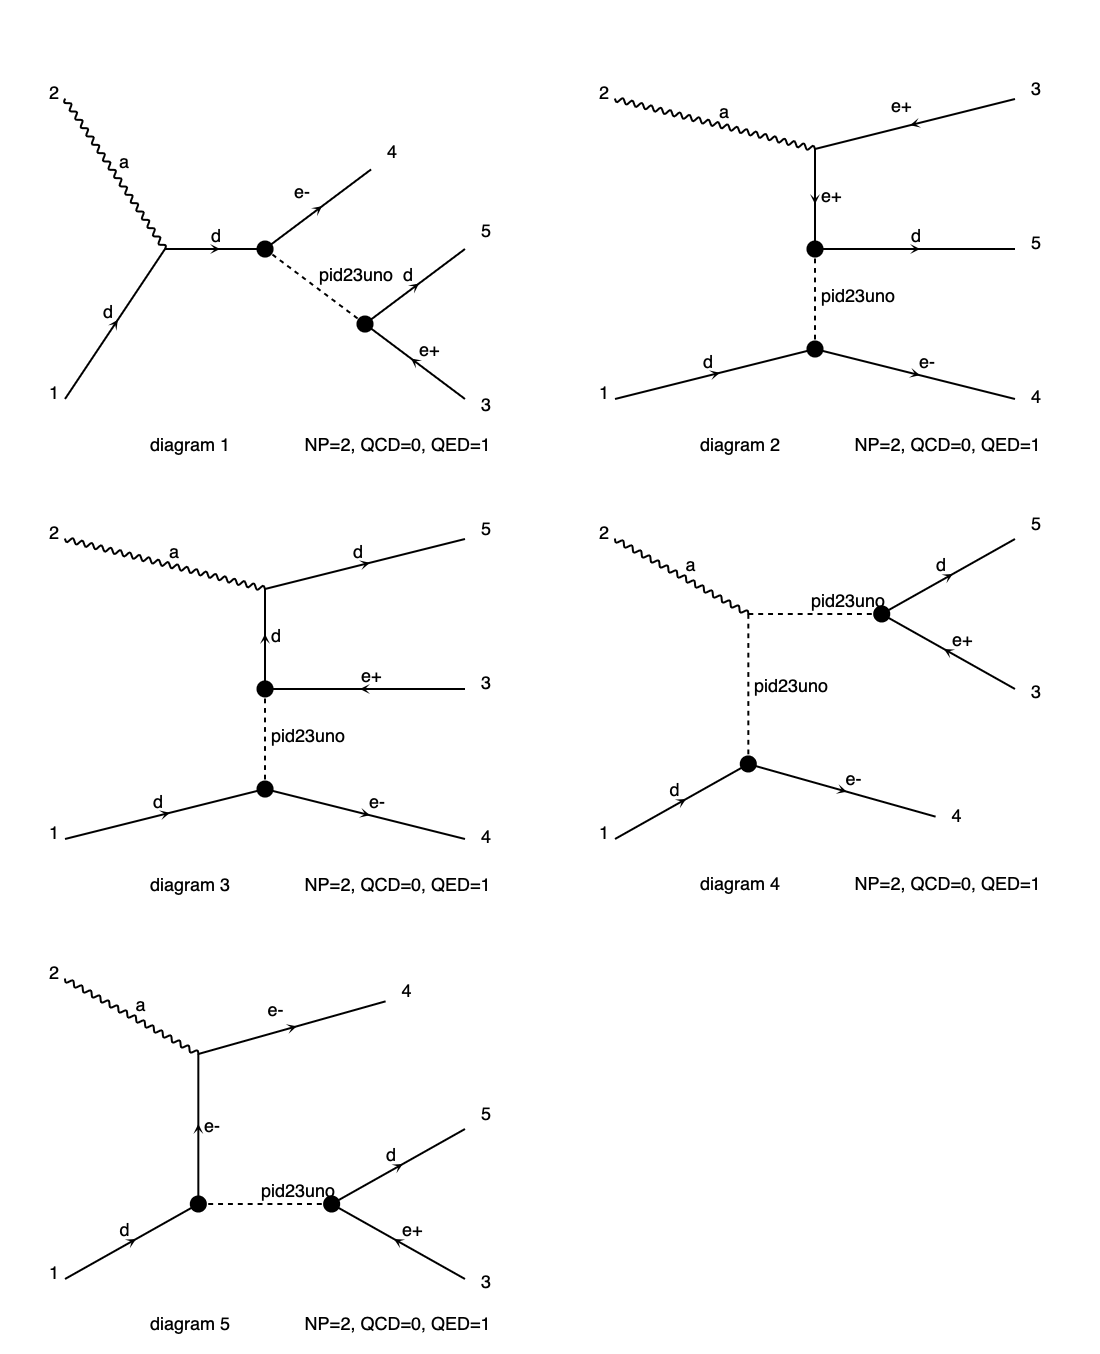 2
a
4
e-
5
d
pid23uno
d
d
e+
1
3
diagram 1
NP=2, QCD=0, QED=1
2
a
e+
3
e+
d
5
pid23uno
d
e-
1
4
diagram 2
NP=2, QCD=0, QED=1
2
a
d
5
d
e+
3
pid23uno
d
e-
1
4
diagram 3
NP=2, QCD=0, QED=1
2
a
5
d
pid23uno
e+
pid23uno
3
d
e-
1
4
diagram 4
NP=2, QCD=0, QED=1
2
a
e-
4
e-
5
d
pid23uno
d
e+
1
3
diagram 5
NP=2, QCD=0, QED=1